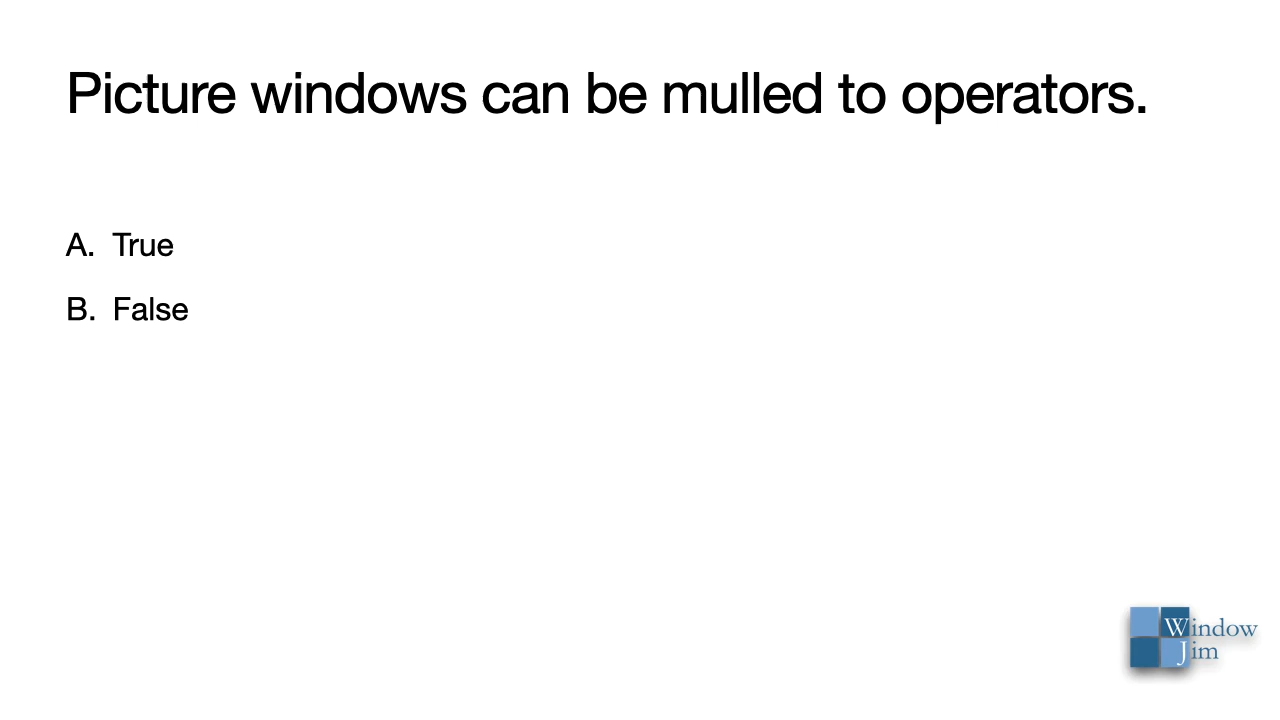 Picture windows can be mulled to operators.
A. True
B. False
Window
Jim